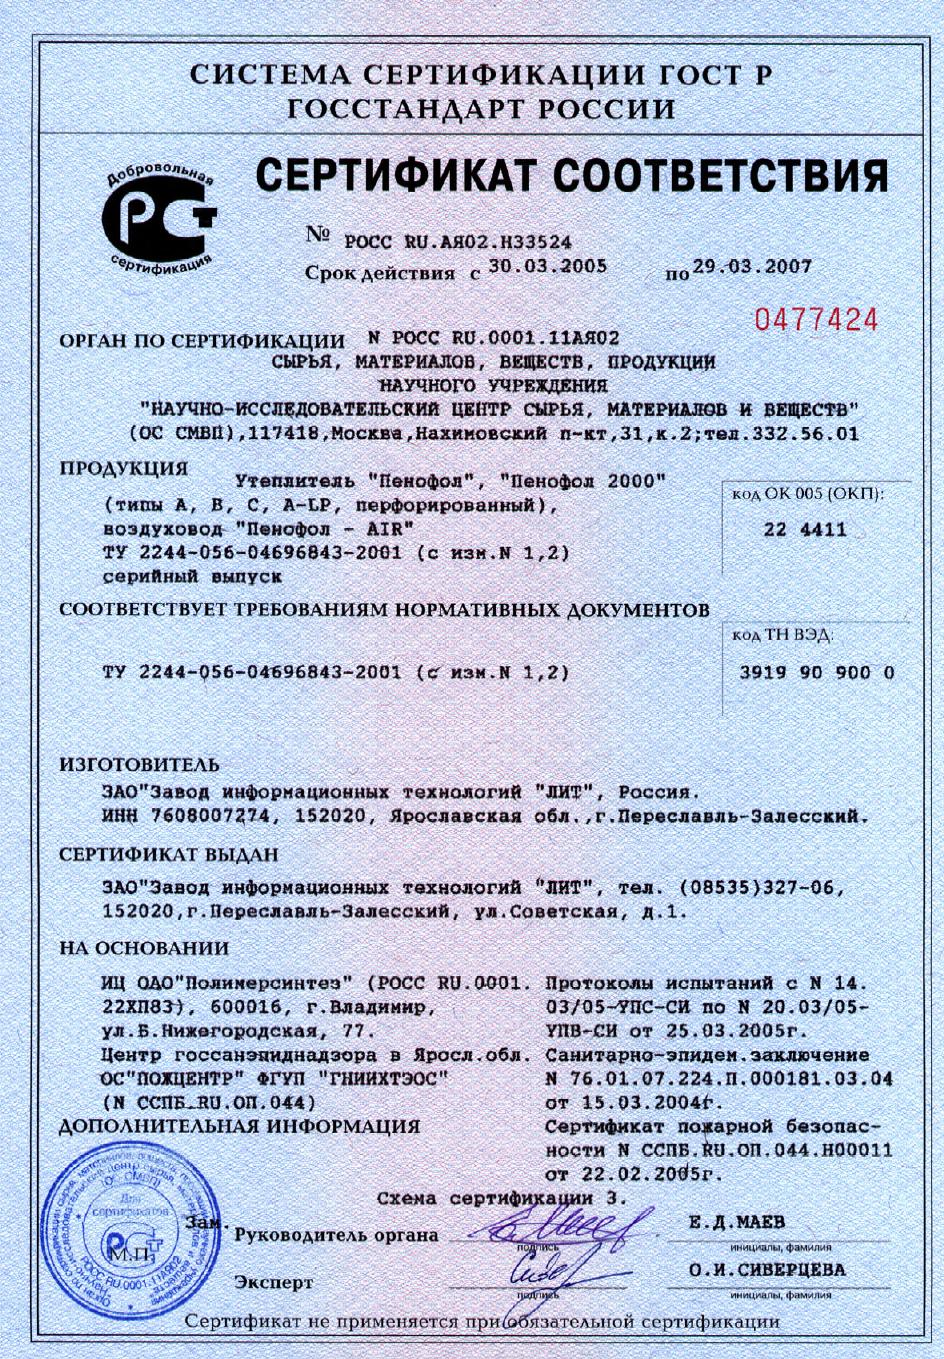 СИСТЕМА СЕРТИФИКАЦИИ ГОСТ Р
ГОССТАНДАРТ РОССИИ
Добровольная
РСТ
сертификация
СЕРТИФИКАТ СООТВЕТСТВИЯ
№ РОСС RU.АЯ02.Н33524
Срок действия с 30.03.2005 по 29.03.2007
0477424
ОРГАН ПО СЕРТИФИКАЦИИ N РОСС RU.0001.11АЯ02
СЫРЬЯ, МАТЕРИАЛОВ, ВЕЩЕСТВ, ПРОДУКЦИИ
НАУЧНОГО УЧРЕЖДЕНИЯ
"НАУЧНО-ИССЛЕДОВАТЕЛЬСКИЙ ЦЕНТР СЫРЬЯ, МАТЕРИАЛОВ И ВЕЩЕСТВ"
(ОС СМВП),117418,Москва,Нахимовский п-кт,31,к.2;тел.332.56.01
ПРОДУКЦИЯ
Утеплитель "Пенофол", "Пенофол 2000"
(типы А, В, С, А-LP, перфорированный),
воздуховод "Пенофол - AIR"
ТУ 2244-056-04696843-2001 (с изм.N 1,2)
серийный выпуск
код ОК 005 (ОКП):
22 4411
СООТВЕТСТВУЕТ ТРЕБОВАНИЯМ НОРМАТИВНЫХ ДОКУМЕНТОВ
ТУ 2244-056-04696843-2001 (с изм.N 1,2)
код ТН ВЭД:
3919 90 900 0
ИЗГОТОВИТЕЛЬ
ЗАО"Завод информационных технологий "ЛИТ", Россия.
ИНН 7608007274, 152020, Ярославская обл.,г.Переславль-Залесский.
СЕРТИФИКАТ ВЫДАН
ЗАО"Завод информационных технологий "ЛИТ", тел. (08535)327-06,
152020,г.Переславль-Залесский, ул.Советская, д.1.
НА ОСНОВАНИИ
ИЦ ОАО"Полимерсинтез" (РОСС RU.0001.
22ХП83), 600016, г.Владимир,
ул.Б.Нижегородская, 77.
Центр госсанэпиднадзора в Яросл.обл.
ОС"ПОЖЦЕНТР" ФГУП "ГНИИХТЭОС"
(N ССПБ.RU.ОП.044)
Протоколы испытаний с N 14.
03/05-УПС-СИ по N 20.03/05-
УПВ-СИ от 25.03.2005г.
Санитарно-эпидем.заключение
N 76.01.07.224.П.000181.03.04
от 15.03.2004г.
Сертификат пожарной безопас-
ности N ССПБ.RU.ОП.044.Н00011
от 22.02.2005г.
ДОПОЛНИТЕЛЬНАЯ ИНФОРМАЦИЯ
Схема сертификации 3.
Зам. Руководитель органа
подпись
Е.Д.МАЕВ
инициалы, фамилия
Эксперт
подпись
О.И.СИВЕРЦЕВА
инициалы, фамилия
(ОС СМВП)
Для
сертификатов
М.П.
РОСС RU.0001.11АЯ02
Сертификат не применяется при обязательной сертификации